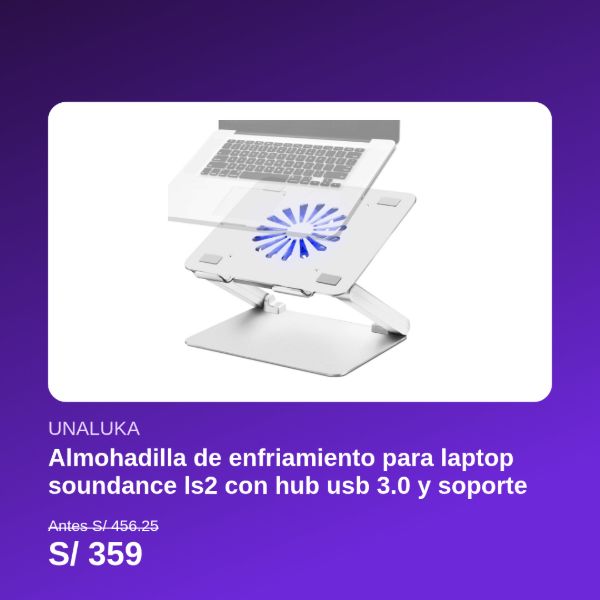 UNALUKA
Almohadilla de enfriamiento para laptop
soundance ls2 con hub usb 3.0 y soporte
Antes S/ 456.25
S/ 359